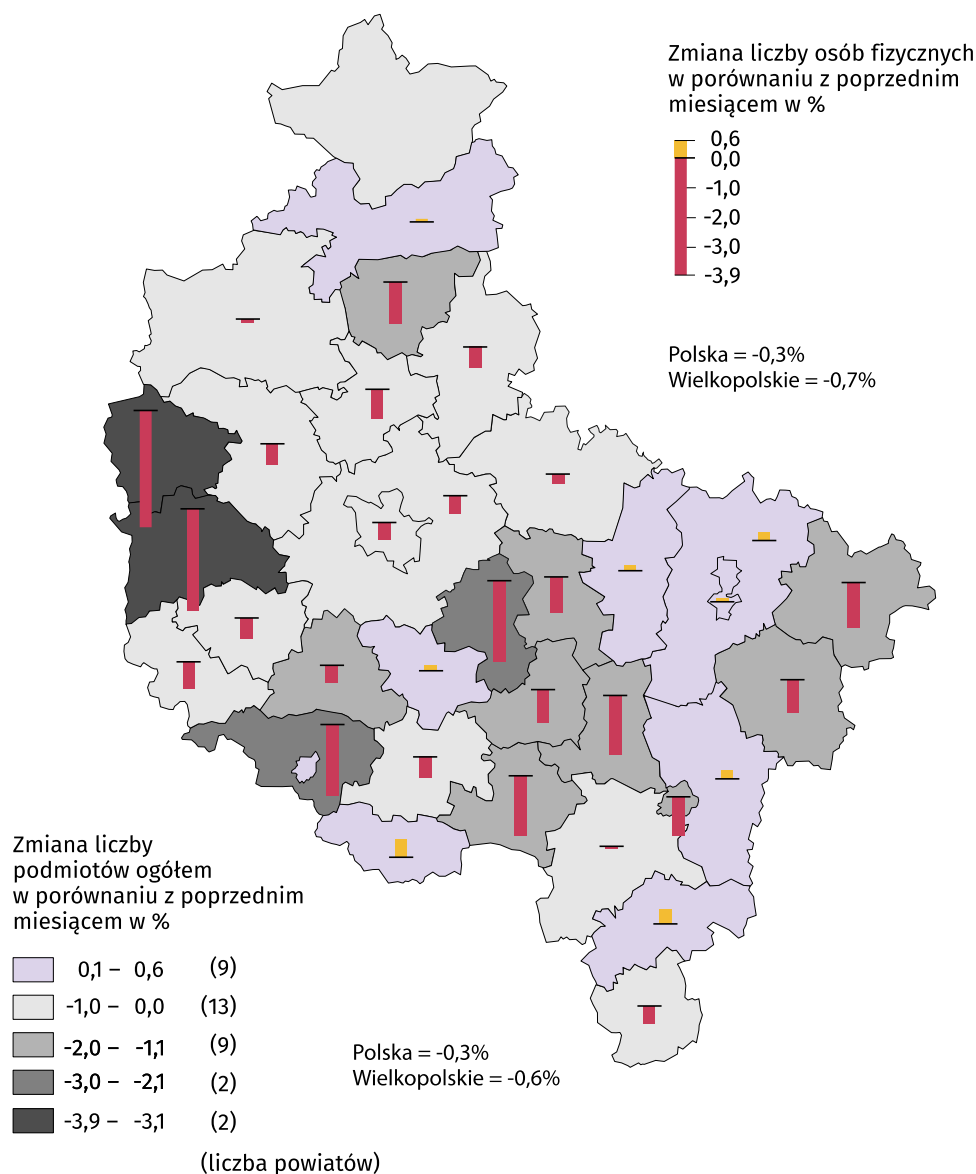 Zmiana liczby osób fizycznych
w porównaniu z poprzednim
miesiącem w %
0,6
0,0
-1,0
-2,0
-3,0
-3,9
Polska = -0,3%
Wielkopolskie = -0,7%
Zmiana liczby
podmiotów ogółem
w porównaniu z poprzednim
miesiącem w %
0,1 – 0,6 (9)
-1,0 – 0,0 (13)
-2,0 – -1,1 (9)
-3,0 – -2,1 (2)
-3,9 – -3,1 (2)
(liczba powiatów)
Polska = -0,3%
Wielkopolskie = -0,6%